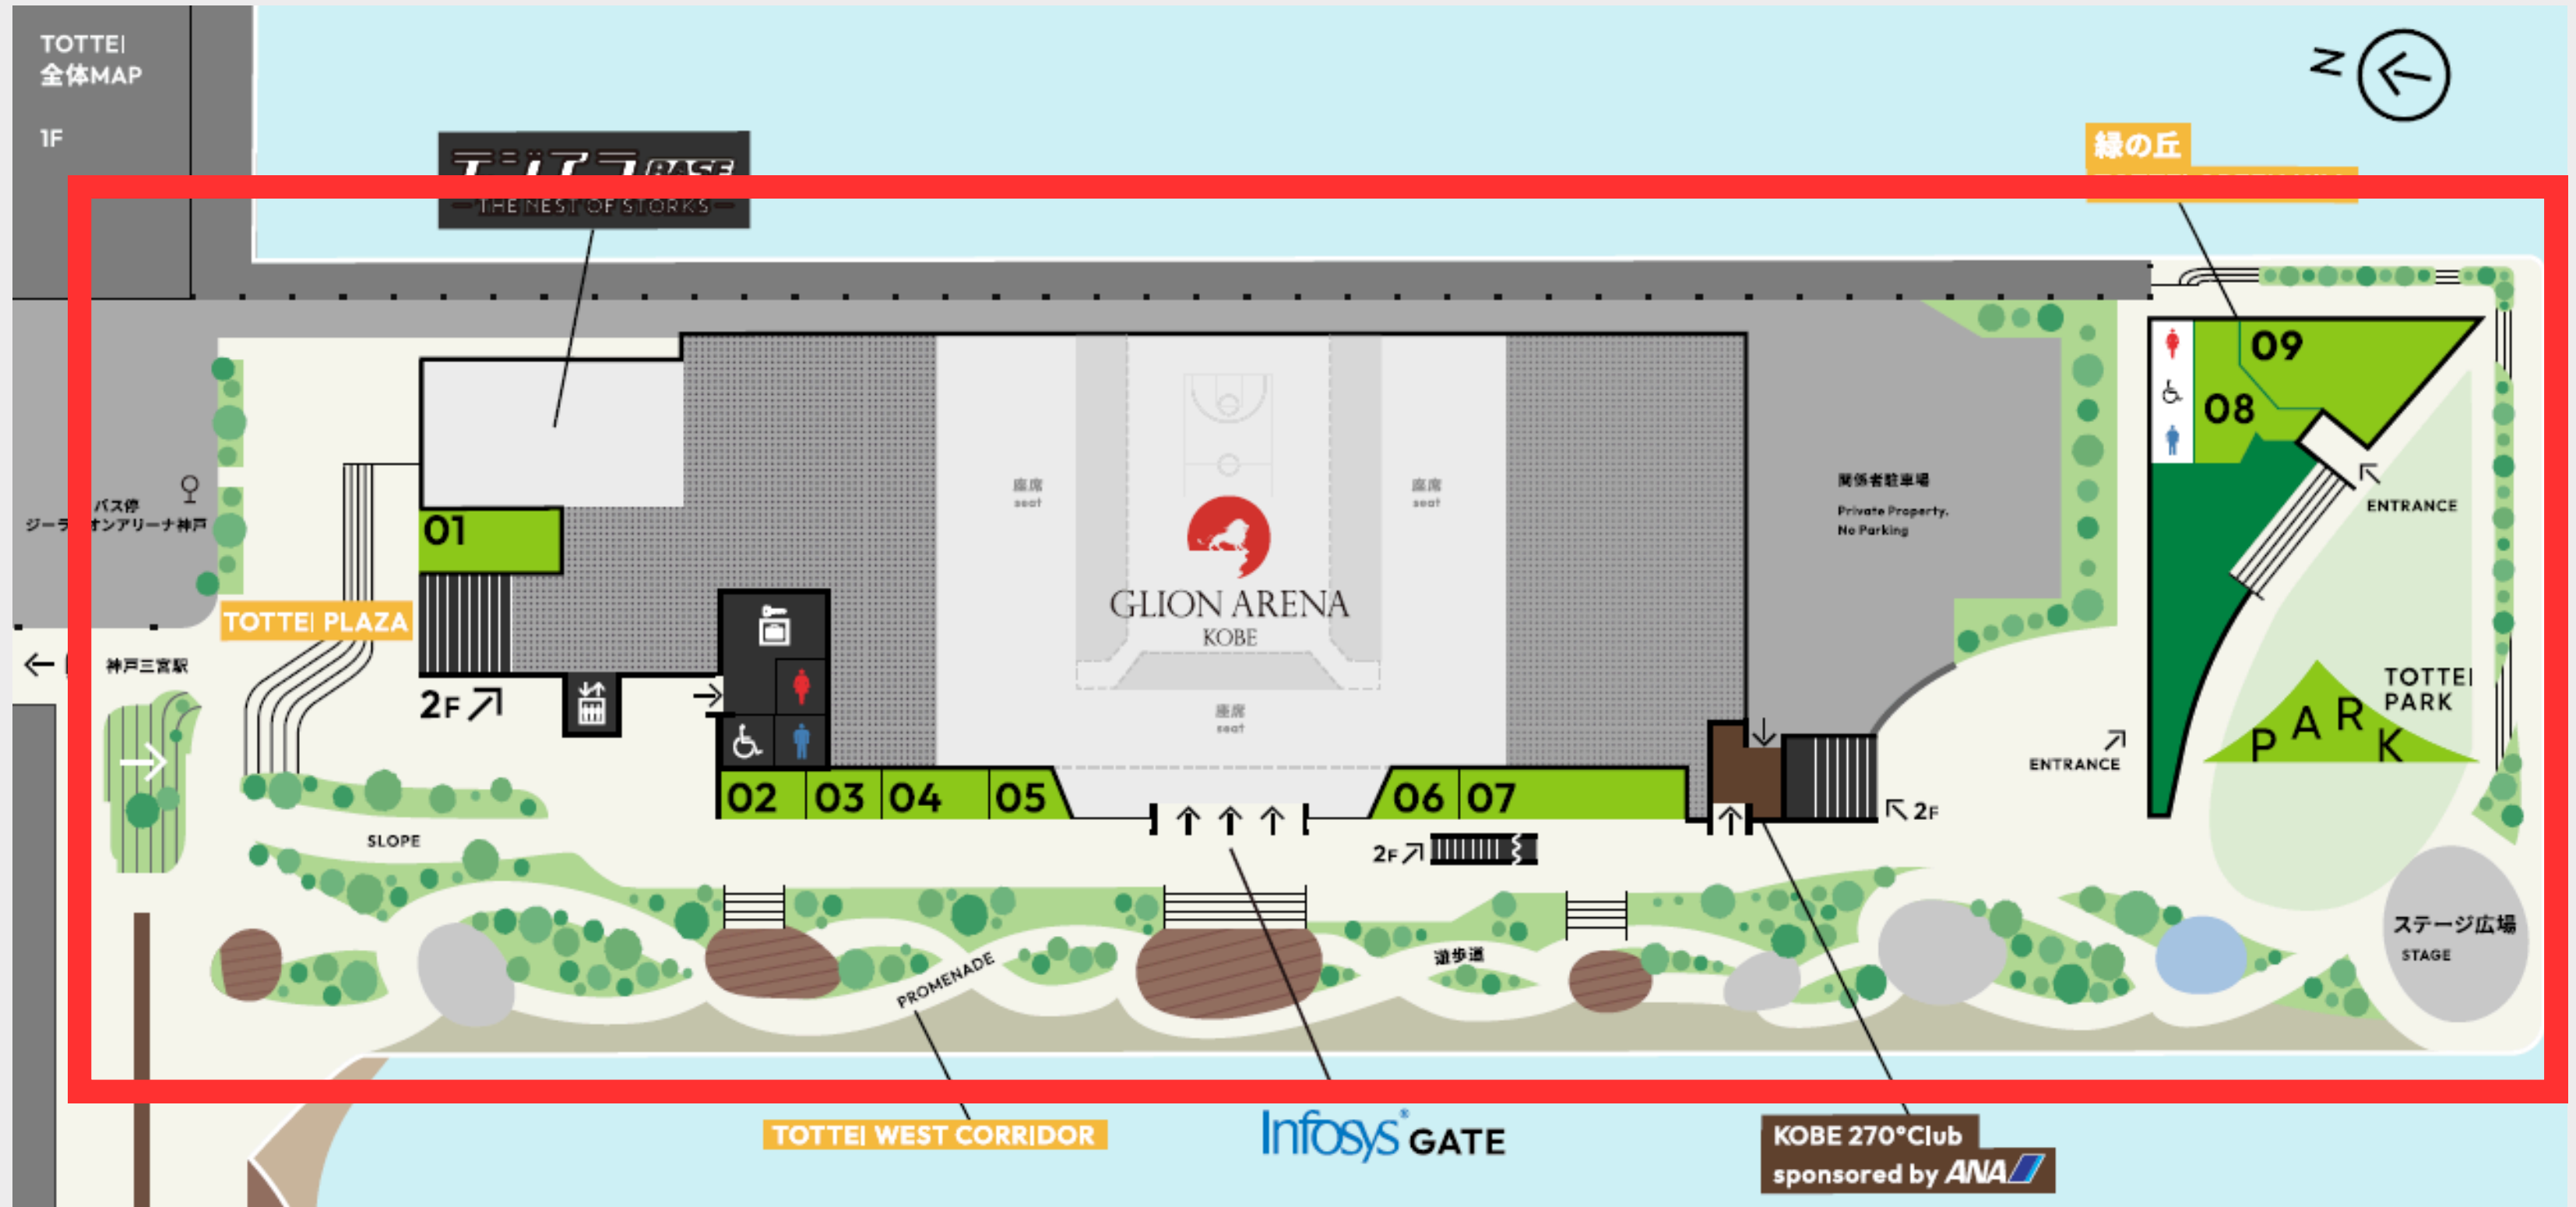 TOTTEI
全体MAP
1F
N
デジアラ BASE
THE NEST OF STORKS
緑の丘
09
08
ENTRANCE
関係者駐車場
Private Property.
No Parking
座席
seat
座席
seat
GLION ARENA
KOBE
座席
seat
バス停
ジーラ オンアリーナ神戸
01
TOTTEI PLAZA
神戸三宮駅
2F
02
03
04
05
06
07
2F
2F
ENTRANCE
TOTTEI
PARK
PARK
SLOPE
PROMENADE
遊歩道
ステージ広場
STAGE
TOTTEI WEST CORRIDOR
Infosys® GATE
KOBE 270°Club
sponsored by ANA